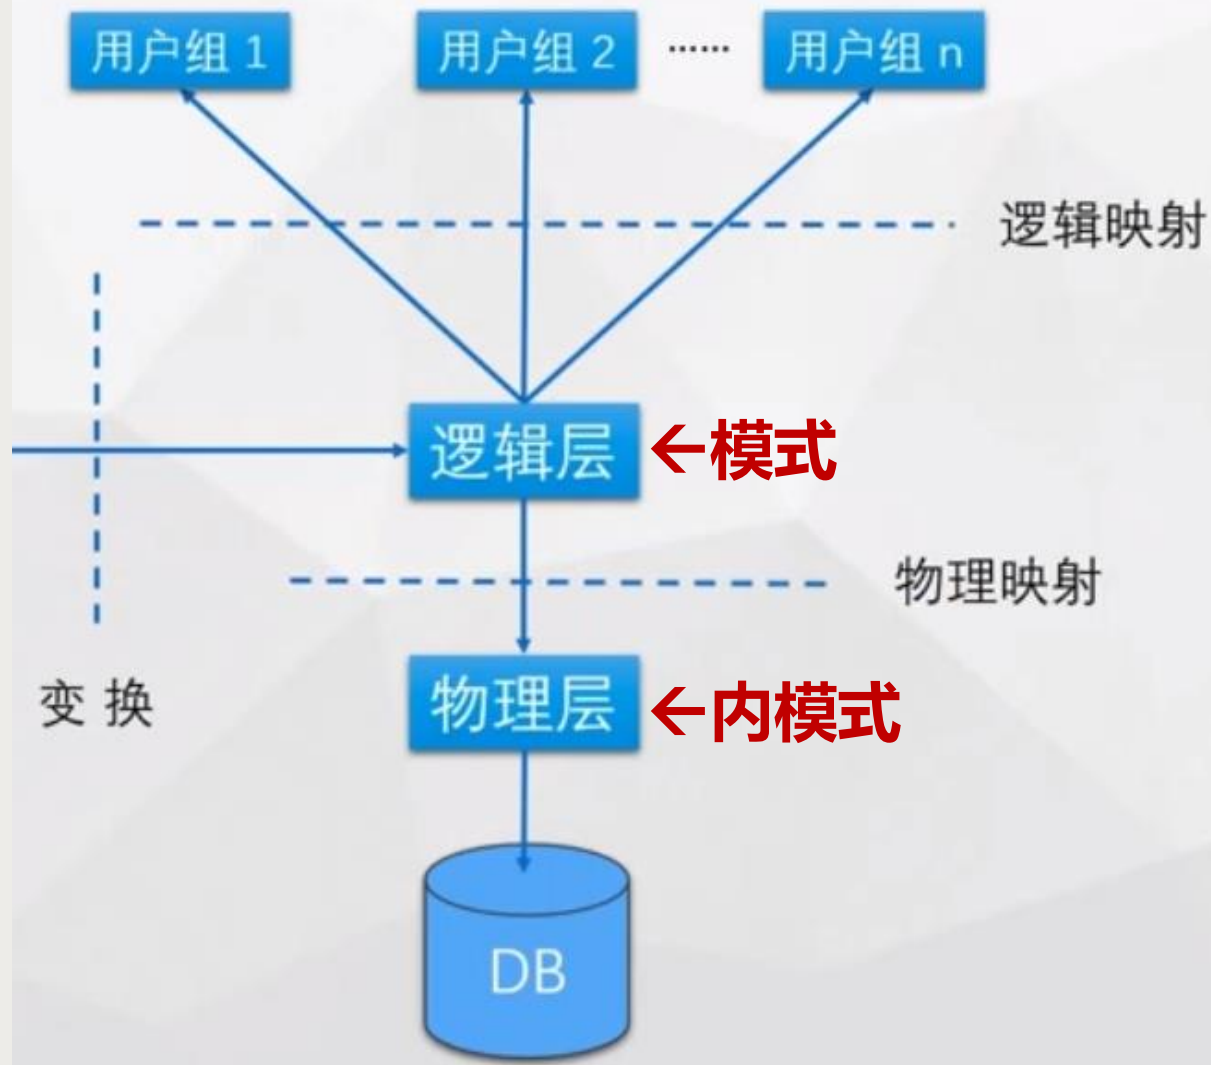 用户组 1
用户组 2
······
用户组 n
逻辑映射
逻辑层
←模式
物理映射
变 换
物理层
←内模式
DB